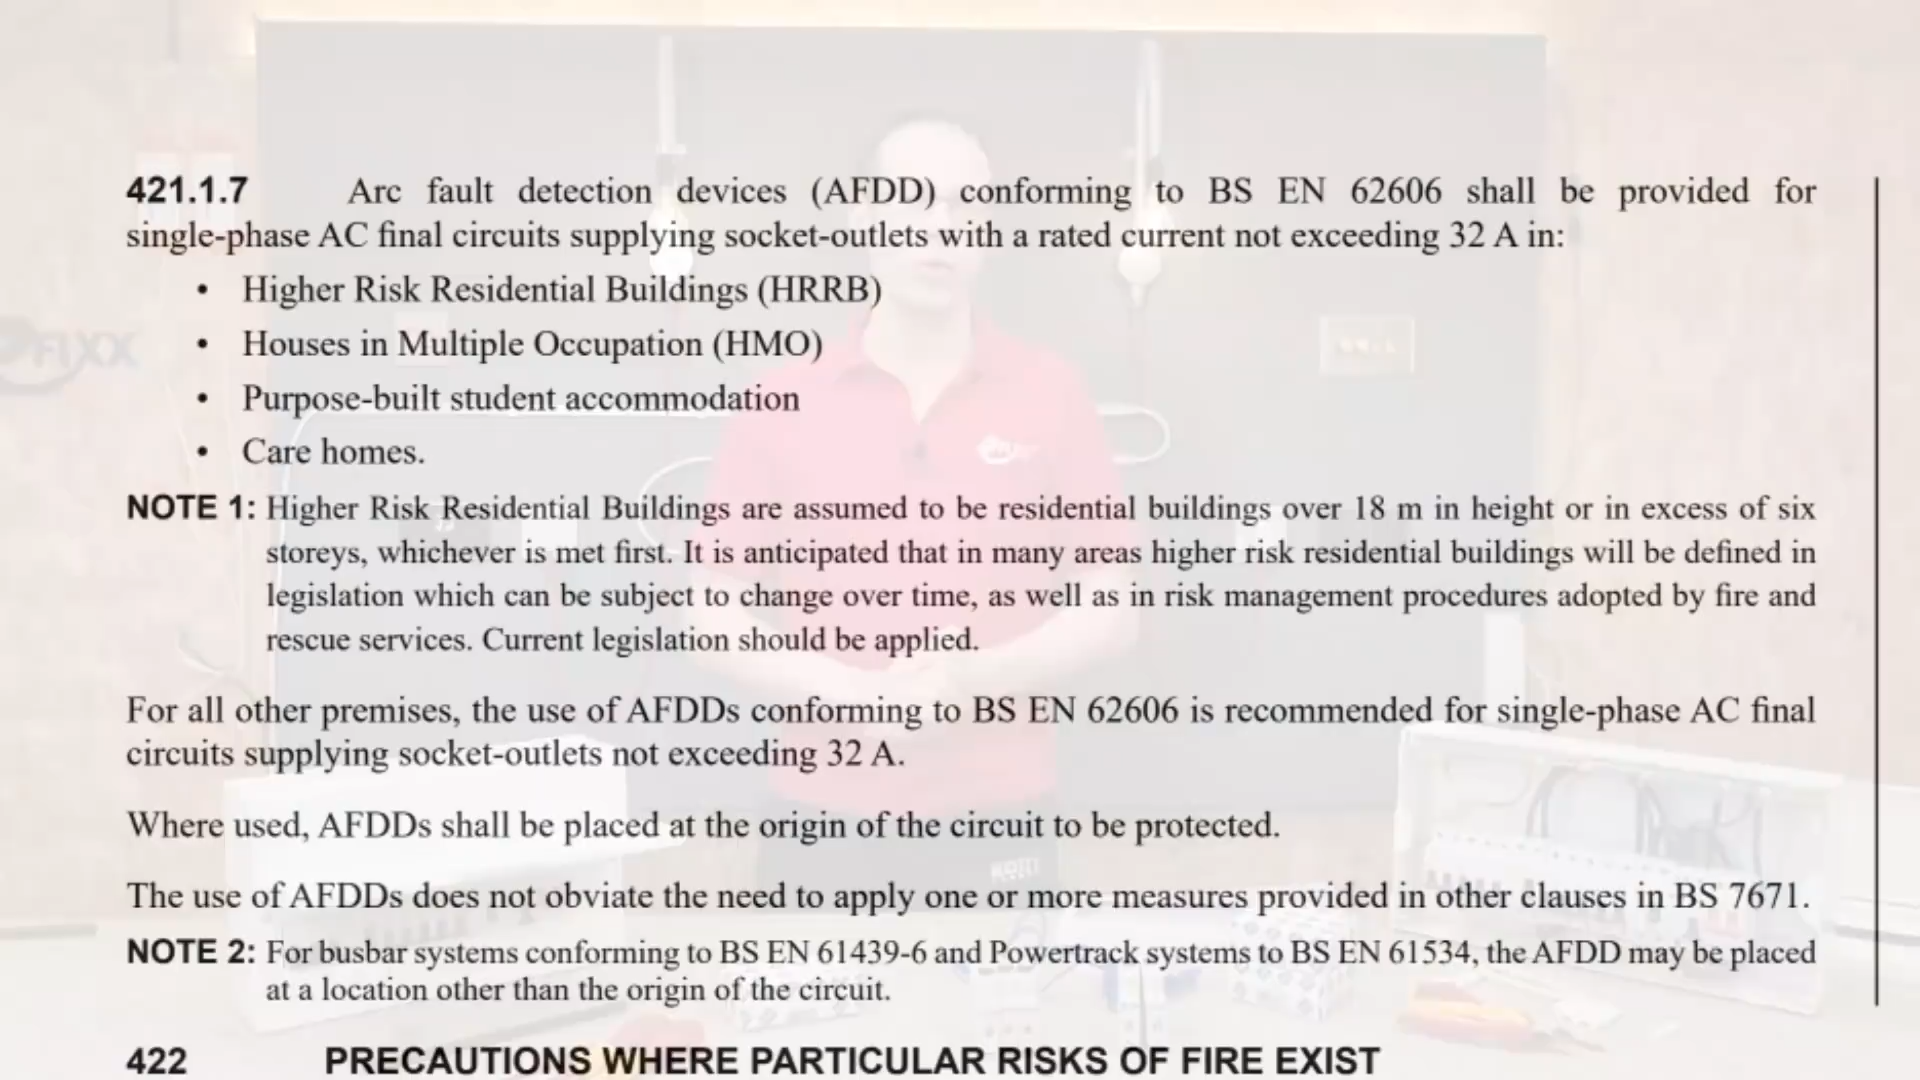 421.1.7 Arc fault detection devices (AFDD) conforming to BS EN 62606 shall be provided for
single-phase AC final circuits supplying socket-outlets with a rated current not exceeding 32 A in:
• Higher Risk Residential Buildings (HRRB)
• Houses in Multiple Occupation (HMO)
• Purpose-built student accommodation
• Care homes.
NOTE 1: Higher Risk Residential Buildings are assumed to be residential buildings over 18 m in height or in excess of six
storeys, whichever is met first. It is anticipated that in many areas higher risk residential buildings will be defined in
legislation which can be subject to change over time, as well as in risk management procedures adopted by fire and
rescue services. Current legislation should be applied.
For all other premises, the use of AFDDs conforming to BS EN 62606 is recommended for single-phase AC final
circuits supplying socket-outlets not exceeding 32 A.
Where used, AFDDs shall be placed at the origin of the circuit to be protected.
The use of AFDDs does not obviate the need to apply one or more measures provided in other clauses in BS 7671.
NOTE 2: For busbar systems conforming to BS EN 61439-6 and Powertrack systems to BS EN 61534, the AFDD may be placed
at a location other than the origin of the circuit.
422 PRECAUTIONS WHERE PARTICULAR RISKS OF FIRE EXIST